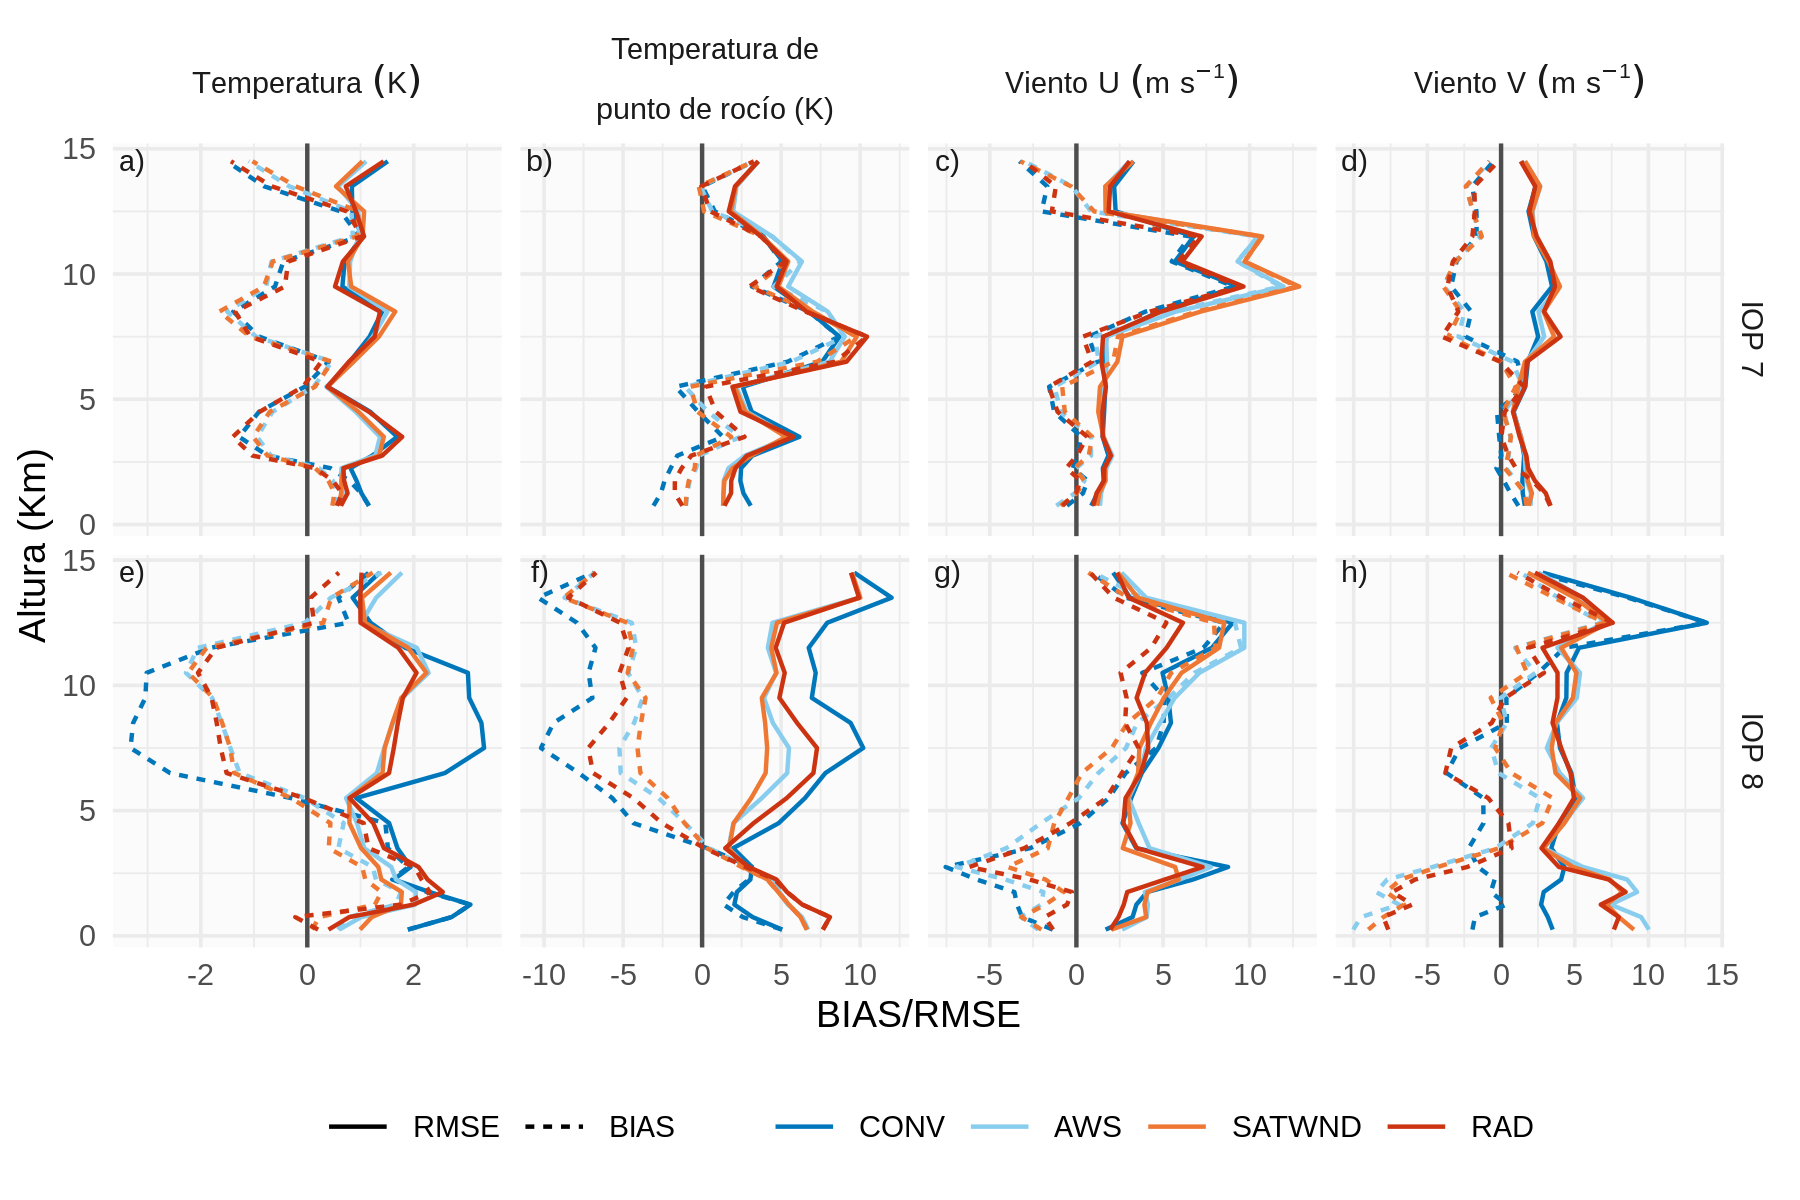 Temperatura (K)
Temperatura de
punto de rocío (K)
Viento U (m s⁻¹)
Viento V (m s⁻¹)
a)
b)
c)
d)
15
10
5
0
IOP 7
e)
f)
g)
h)
15
10
5
0
IOP 8
Altura (Km)
-2 0 2
-10 -5 0 5 10
-5 0 5 10
-10 -5 0 5 10 15
BIAS/RMSE
RMSE BIAS CONV AWS SATWND RAD